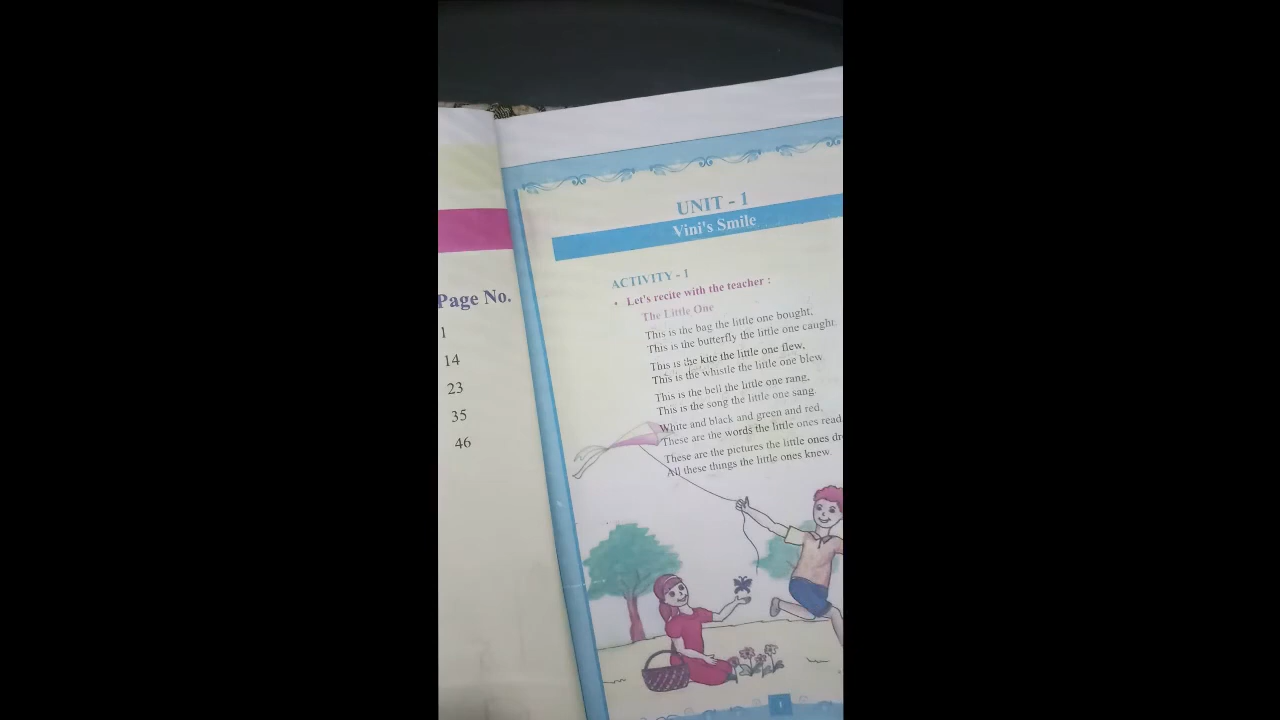 Page No.
1
14
23
35
46
UNIT - 1
Vini's Smile
ACTIVITY - 1
• Let's recite with the teacher :
The Little One
This is the bag the little one bought,
This is the butterfly the little one caught.
This is the kite the little one flew,
This is the whistle the little one blew
This is the bell the little one rang,
This is the song the little one sang.
White and black and green and red,
These are the words the little ones read,
These are the pictures the little ones
All these things the little ones knew.
1